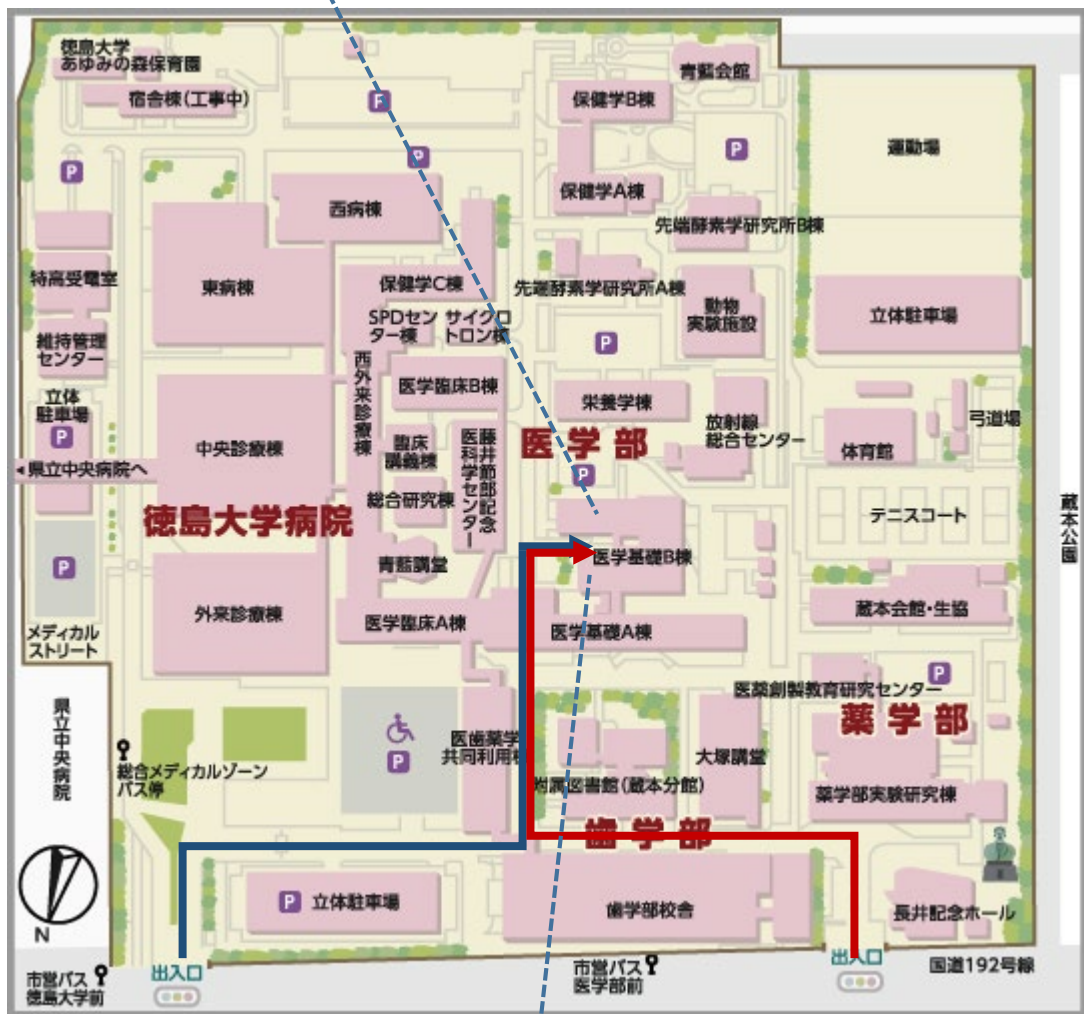 徳島大学
あゆみの森保育園
宿舎棟(工事中)
青藍会館
保健学B棟
P
P
P
P
運動場
保健学A棟
西病棟
先端酵素学研究所B棟
特高受電室
東病棟
保健学C棟
先端酵素学研究所A棟
動物
実験施設
立体駐車場
SPDセン
ター棟
サイクロ
トロン棟
維持管理
センター
P
西外来診療棟
医学臨床B棟
栄養学棟
立体
駐車場
P
放射線
総合センター
弓道場
体育館
中央診療棟
臨床
講義棟
藤井節郎記念
医科学センター
医学部
P
県立中央病院へ
総合研究棟
徳島大学病院
テニスコート
蔵本公園
P
青藍講堂
医学基礎B棟
外来診療棟
医学臨床A棟
医学基礎A棟
蔵本会館・生協
メディカル
ストリート
医薬創製教育研究センター
P
薬学部
県立中央病院
総合メディカルゾーン
バス停
P
医歯薬学
共同利用棟
大塚講堂
附属図書館(蔵本分館)
薬学部実験研究棟
歯学部
P
立体駐車場
歯学部校舎
長井記念ホール
N
市営バス
徳島大学前
出入口
市営バス
医学部前
出入口
国道192号線